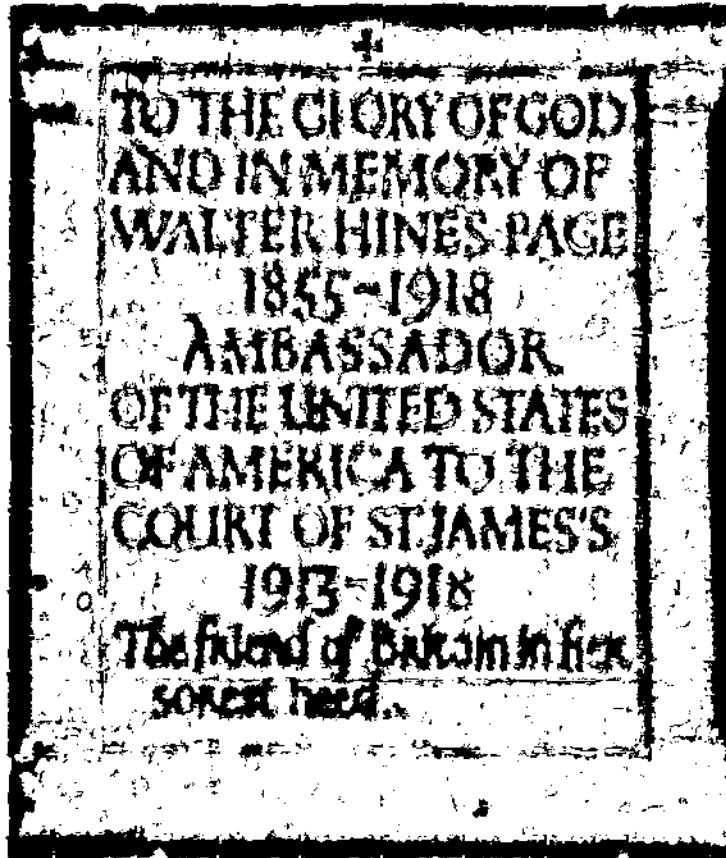 TO THE GLORY OF GOD
AND IN MEMORY OF
WALTER HINES PAGE
1855-1918
AMBASSADOR
OF THE UNITED STATES
OF AMERICA TO THE
COURT OF ST. JAMES'S
1913-1918
The friend of Britain in her
sorest need.